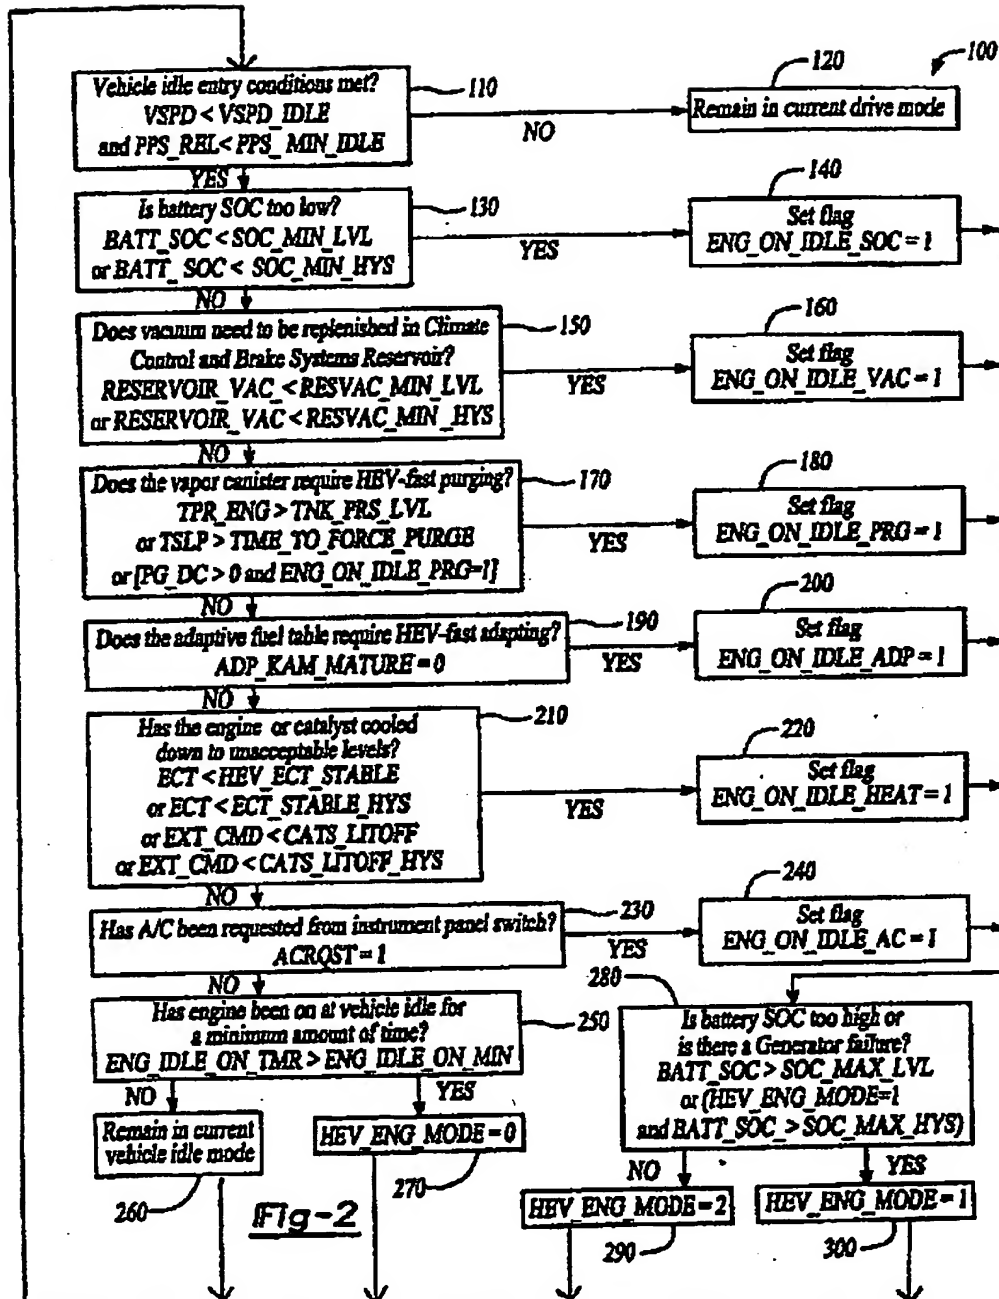 100
Vehicle idle entry conditions met?
VSPD < VSPD_IDLE
and PPS_REL < PPS_MIN_IDLE
110
NO
120
Remain in current drive mode
YES
Is battery SOC too low?
BATT_SOC < SOC_MIN_LVL
or BATT_SOC < SOC_MIN_HYS
130
YES
140
Set flag
ENG_ON_IDLE_SOC = 1
NO
Does vacuum need to be replenished in Climate
Control and Brake Systems Reservoir?
RESERVOIR_VAC_< RESVAC_MIN_LVL
or RESERVOIR_VAC < RESVAC_MIN_HYS
150
YES
160
Set flag
ENG_ON_IDLE_VAC = 1
NO
Does the vapor canister require HEV-fast purging?
TPR_ENG > TNK_PRS_LVL
or TSLP > TIME_TO_FORCE_PURGE
or [PG_DC > 0 and ENG_ON_IDLE_PRG=1]
170
YES
180
Set flag
ENG_ON_IDLE_PRG = 1
NO
Does the adaptive fuel table require HEV-fast adapting?
ADP_KAM_MATURE = 0
190
YES
200
Set flag
ENG_ON_IDLE_ADP = 1
NO
Has the engine or catalyst cooled
down to unacceptable levels?
ECT < HEV_ECT_STABLE
or ECT < ECT_STABLE_HYS
or EXT_CMD < CATS_LITOFF
or EXT_CMD < CATS_LITOFF_HYS
210
YES
220
Set flag
ENG_ON_IDLE_HEAT = 1
NO
Has A/C been requested from instrument panel switch?
ACRQST = 1
230
YES
240
Set flag
ENG_ON_IDLE_AC = 1
NO
Has engine been on at vehicle idle for
a minimum amount of time?
ENG_IDLE_ON_TMR > ENG_IDLE_ON_MIN
250
NO
YES
Remain in current
vehicle idle mode
260
HEV_ENG_MODE = 0
270
280
Is battery SOC too high or
is there a Generator failure?
BATT_SOC > SOC_MAX_LVL
or (HEV_ENG_MODE=1
and BATT_SOC_> SOC_MAX_HYS)
NO
YES
HEV_ENG_MODE = 2
290
HEV_ENG_MODE = 1
300
Fig-2